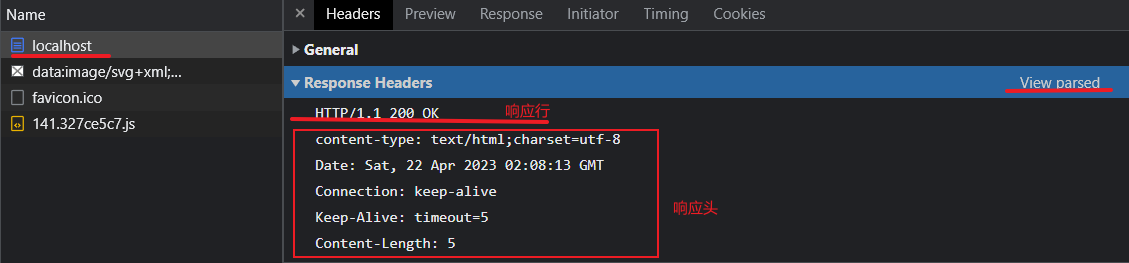 Name
localhost
data:image/svg+xml;...
favicon.ico
141.327ce5c7.js
Headers Preview Response Initiator Timing Cookies
General
Response Headers View parsed
HTTP/1.1 200 OK 响应行
content-type: text/html;charset=utf-8
Date: Sat, 22 Apr 2023 02:08:13 GMT
Connection: keep-alive
Keep-Alive: timeout=5
Content-Length: 5
响应头